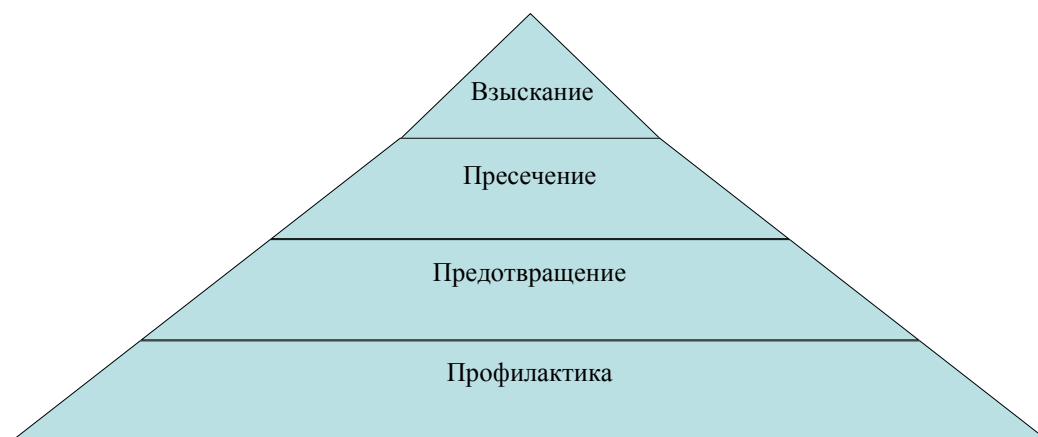 Взыскание
Пресечение
Предотвращение
Профилактика